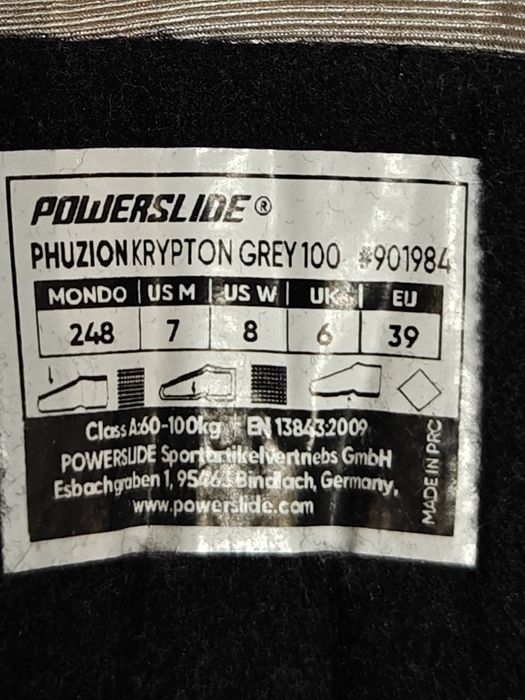 POWERSLIDE®
PHUZION KRYPTON GREY 100 #901984
MONDO US M US W UK EU
248 7 8 6 39
Class A:60-100kg EN 13843:2009
POWERSLIDE Sportartikelvertriebs GmbH
Esbachgraben 1, Bindlach, Germany,
www.powerslide.com
MADE IN PRC